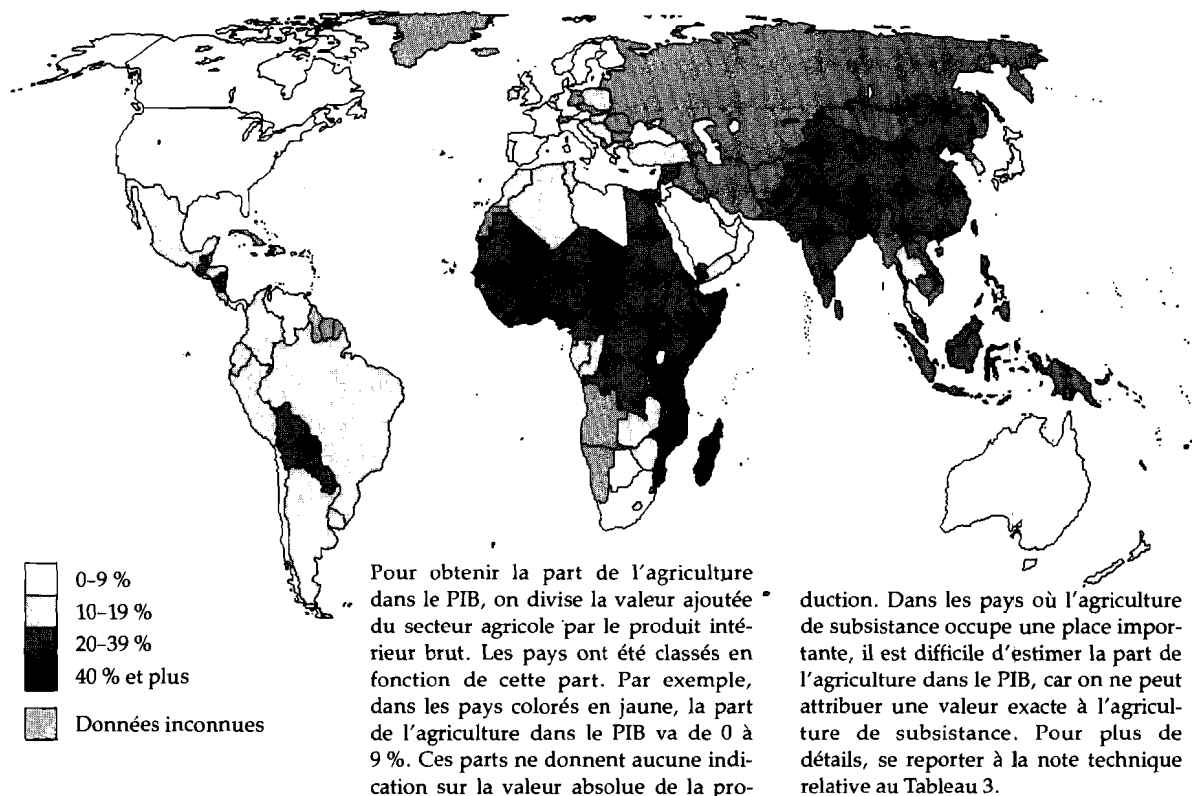 0–9 %
10–19 %
20–39 %
40 % et plus
Données inconnues
Pour obtenir la part de l'agriculture
dans le PIB, on divise la valeur ajoutée
du secteur agricole par le produit inté-
rieur brut. Les pays ont été classés en
fonction de cette part. Par exemple,
dans les pays colorés en jaune, la part
de l'agriculture dans le PIB va de 0 à
9 %. Ces parts ne donnent aucune indi-
cation sur la valeur absolue de la pro-
duction. Dans les pays où l'agriculture
de subsistance occupe une place impor-
tante, il est difficile d'estimer la part de
l'agriculture dans le PIB, car on ne peut
attribuer une valeur exacte à l'agricul-
ture de subsistance. Pour plus de
détails, se reporter à la note technique
relative au Tableau 3.